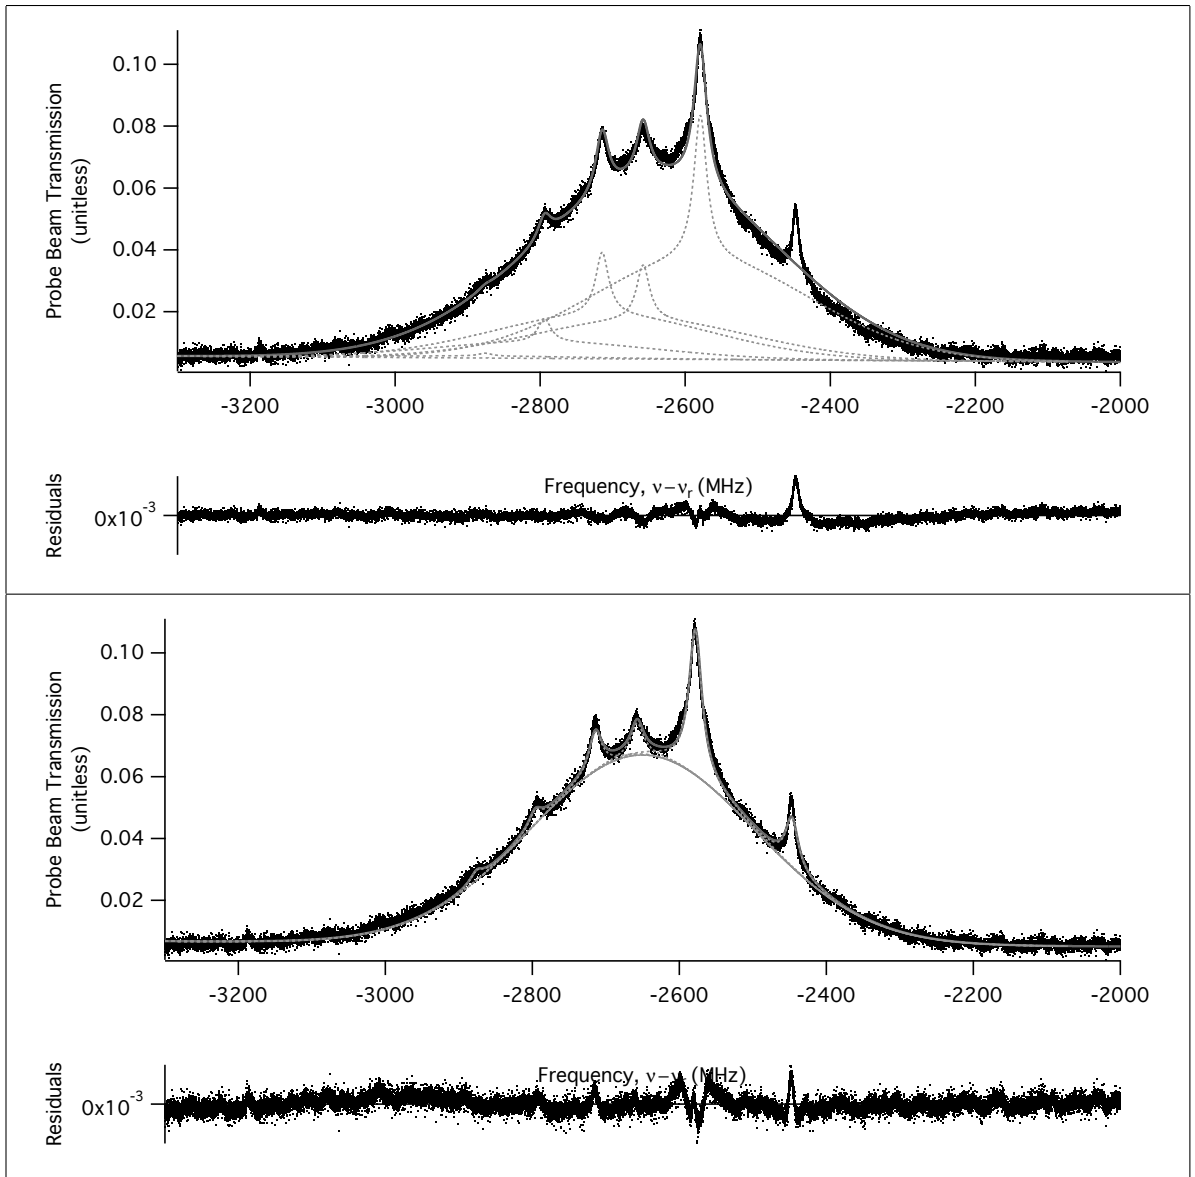 Probe Beam Transmission
(unitless)
0.10
0.08
0.06
0.04
0.02
-3200 -3000 -2800 -2600 -2400 -2200 -2000
Frequency, ν−νr (MHz)
Residuals
0x10-3
Probe Beam Transmission
(unitless)
0.10
0.08
0.06
0.04
0.02
-3200 -3000 -2800 -2600 -2400 -2200 -2000
Frequency, ν−ν (MHz)
Residuals
0x10-3